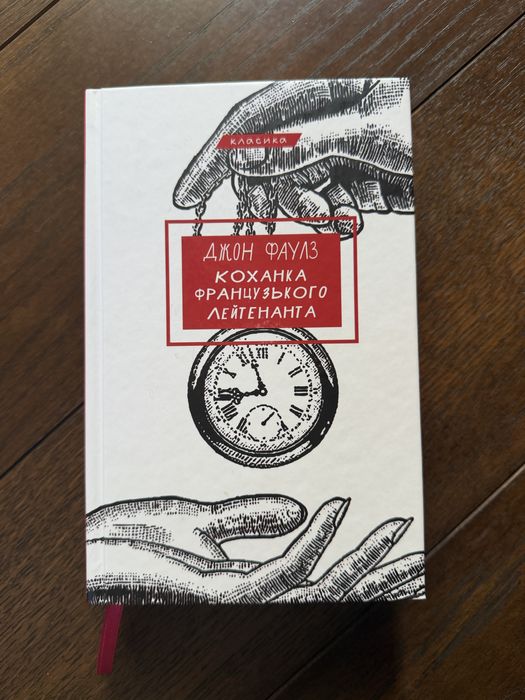 класика
ДЖОН ФАУЛЗ
КОХАНКА
ФРАНЦУЗЬКОГО
ЛЕЙТЕНАНТА